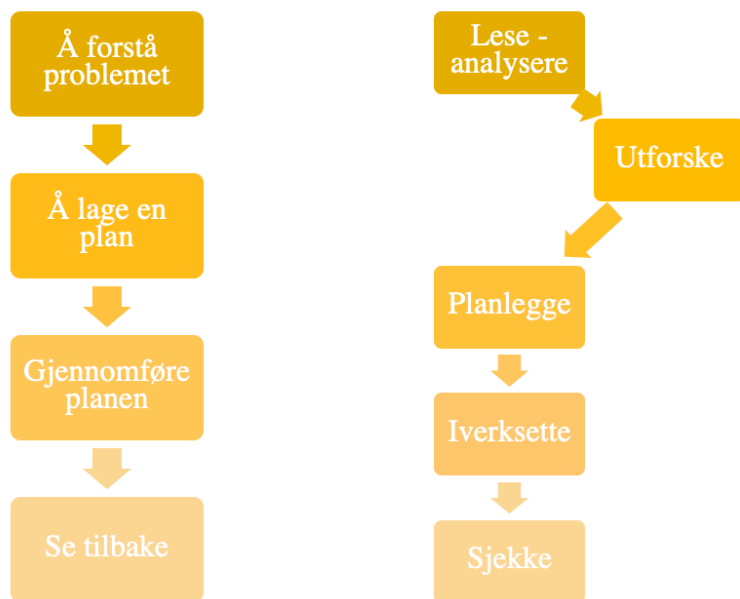 Å forstå
problemet
Å lage en
plan
Gjennomføre
planen
Se tilbake
Lese -
analysere
Utforske
Planlegge
Iverksette
Sjekke